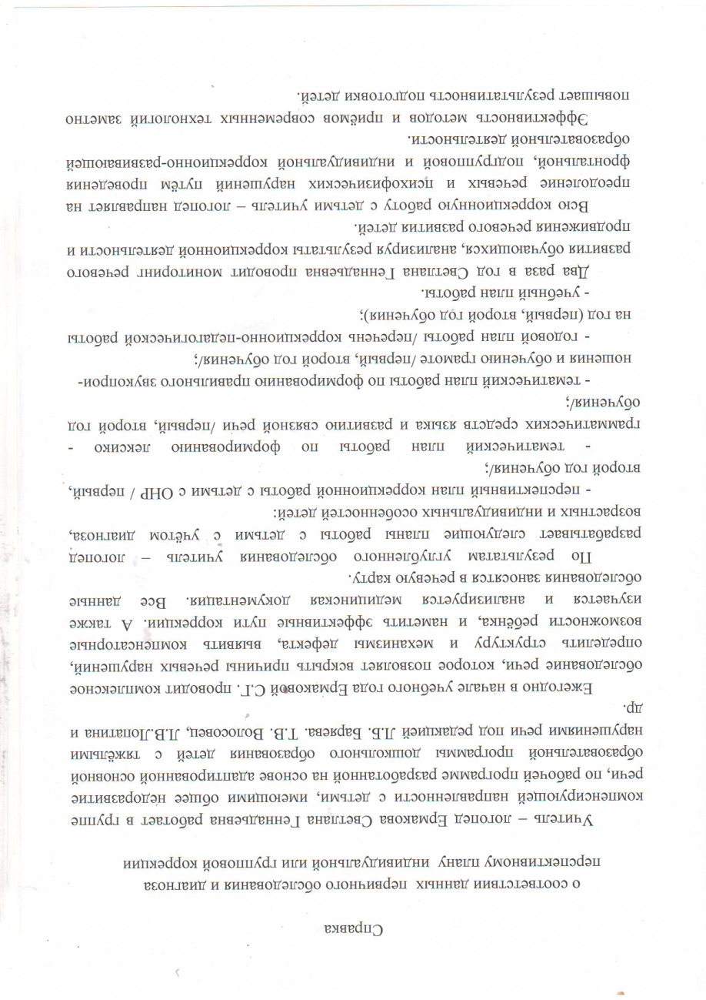 Справка
о соответствии данных первичного обследования и диагноза
перспективному плану индивидуальной или групповой коррекции
Учитель – логопед Ермакова Светлана Геннадьевна работает в группе
компенсирующей направленности с детьми, имеющими общее недоразвитие
речи, по рабочей программе разработанной на основе адаптированной основной
образовательной программы дошкольного образования детей с тяжёлыми
нарушениями речи под редакцией Л.Б. Баряева. Т.В. Волосовец, Л.В.Лопатина и
др.
Ежегодно в начале учебного года Ермаковой С.Г. проводит комплексное
обследование речи, которое позволяет вскрыть причины речевых нарушений,
определить структуру и механизмы дефекта, выявить компенсаторные
возможности ребёнка, и наметить эффективные пути коррекции. А также
изучается и анализируется медицинская документация. Все данные
обследования заносятся в речевую карту.
По результатам углубленного обследования учитель – логопед
разрабатывает следующие планы работы с детьми с учётом диагноза,
возрастных и индивидуальных особенностей детей:
- перспективный план коррекционной работы с детьми с ОНР / первый,
второй год обучения/;
- тематический план работы по формированию лексико -
грамматических средств языка и развитию связной речи /первый, второй год
обучения/;
- тематический план работы по формированию правильного звукопрои-
ношения и обучению грамоте /первый, второй год обучения/;
- годовой план работы /перечень коррекционно-педагогической работы
на год (первый, второй год обучения);
- учебный план работы.
Два раза в год Светлана Геннадьевна проводит мониторинг речевого
развития обучающихся, анализируя результаты коррекционной деятельности и
продвижения речевого развития детей.
Всю коррекционную работу с детьми учитель – логопед направляет на
преодоление речевых и психофизических нарушений путём проведения
фронтальной, подгрупповой и индивидуальной коррекционно-развивающей
образовательной деятельности.
Эффективность методов и приёмов современных технологий заметно
повышает результативность подготовки детей.